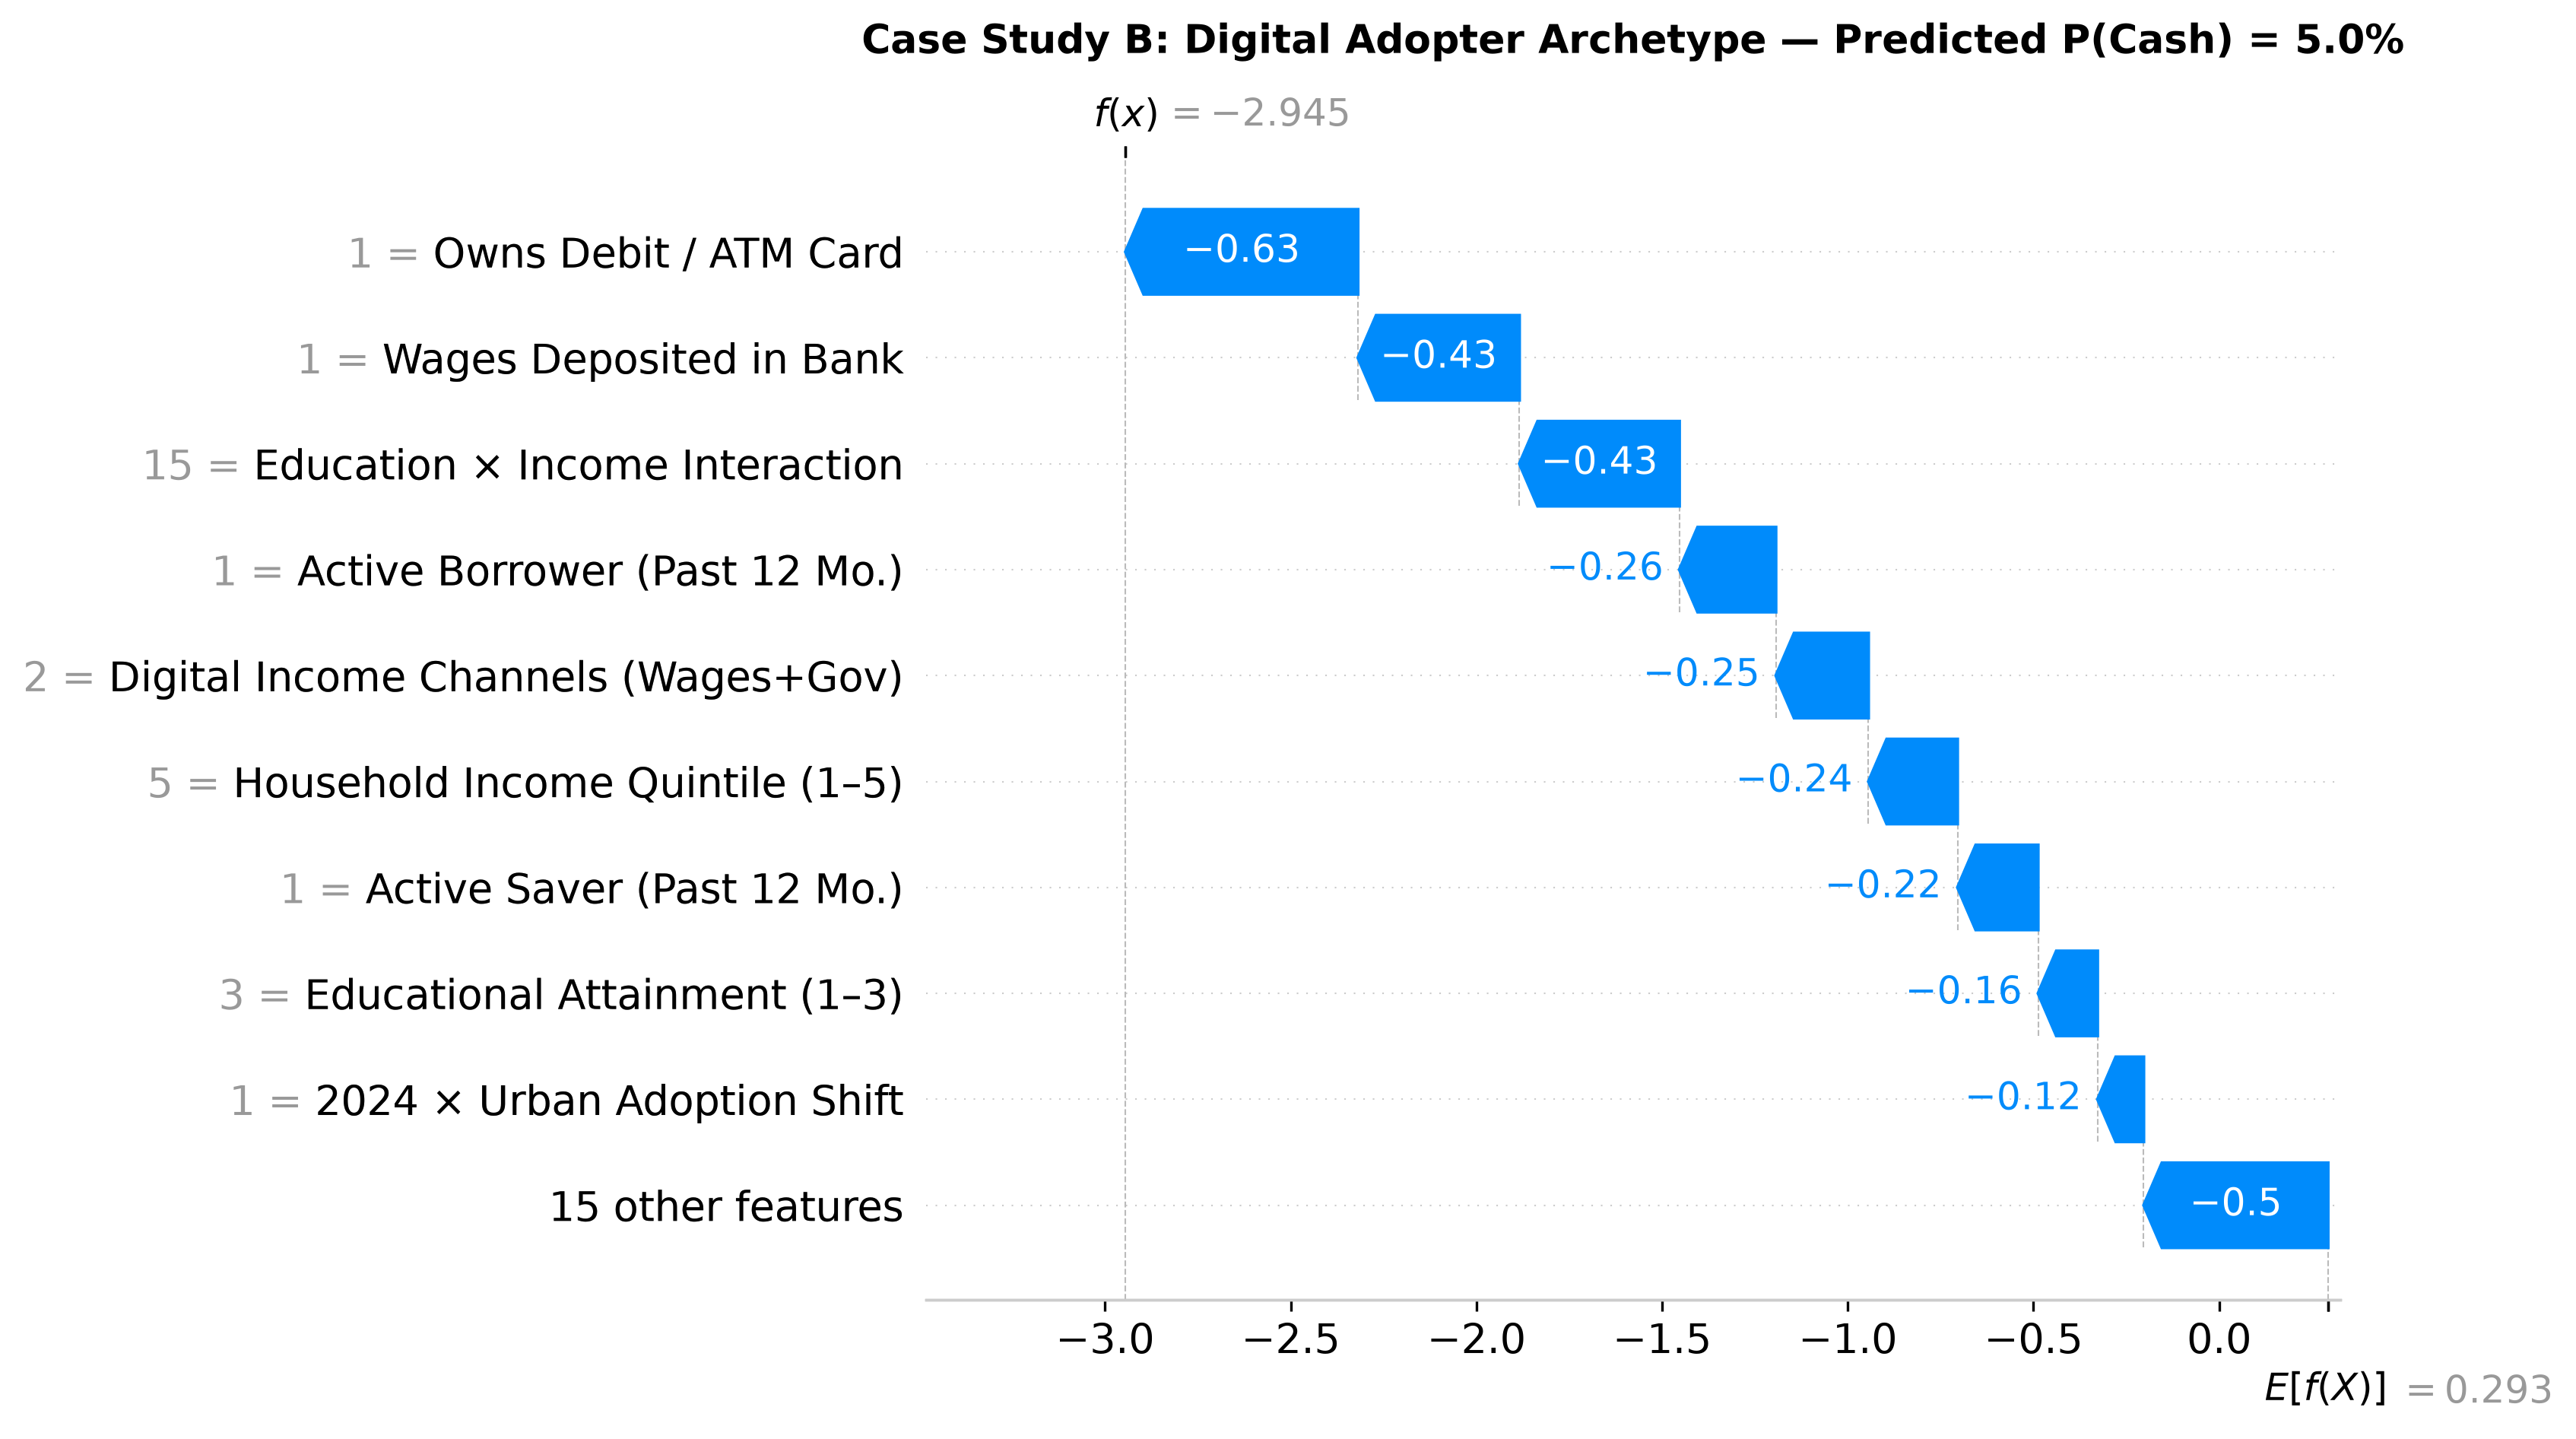 Case Study B: Digital Adopter Archetype — Predicted P(Cash) = 5.0%
f(x) = −2.945
1 = Owns Debit / ATM Card −0.63
1 = Wages Deposited in Bank −0.43
15 = Education × Income Interaction −0.43
1 = Active Borrower (Past 12 Mo.) −0.26
2 = Digital Income Channels (Wages+Gov) −0.25
5 = Household Income Quintile (1–5) −0.24
1 = Active Saver (Past 12 Mo.) −0.22
3 = Educational Attainment (1–3) −0.16
1 = 2024 × Urban Adoption Shift −0.12
15 other features −0.5
−3.0 −2.5 −2.0 −1.5 −1.0 −0.5 0.0
E[f(X)] = 0.293